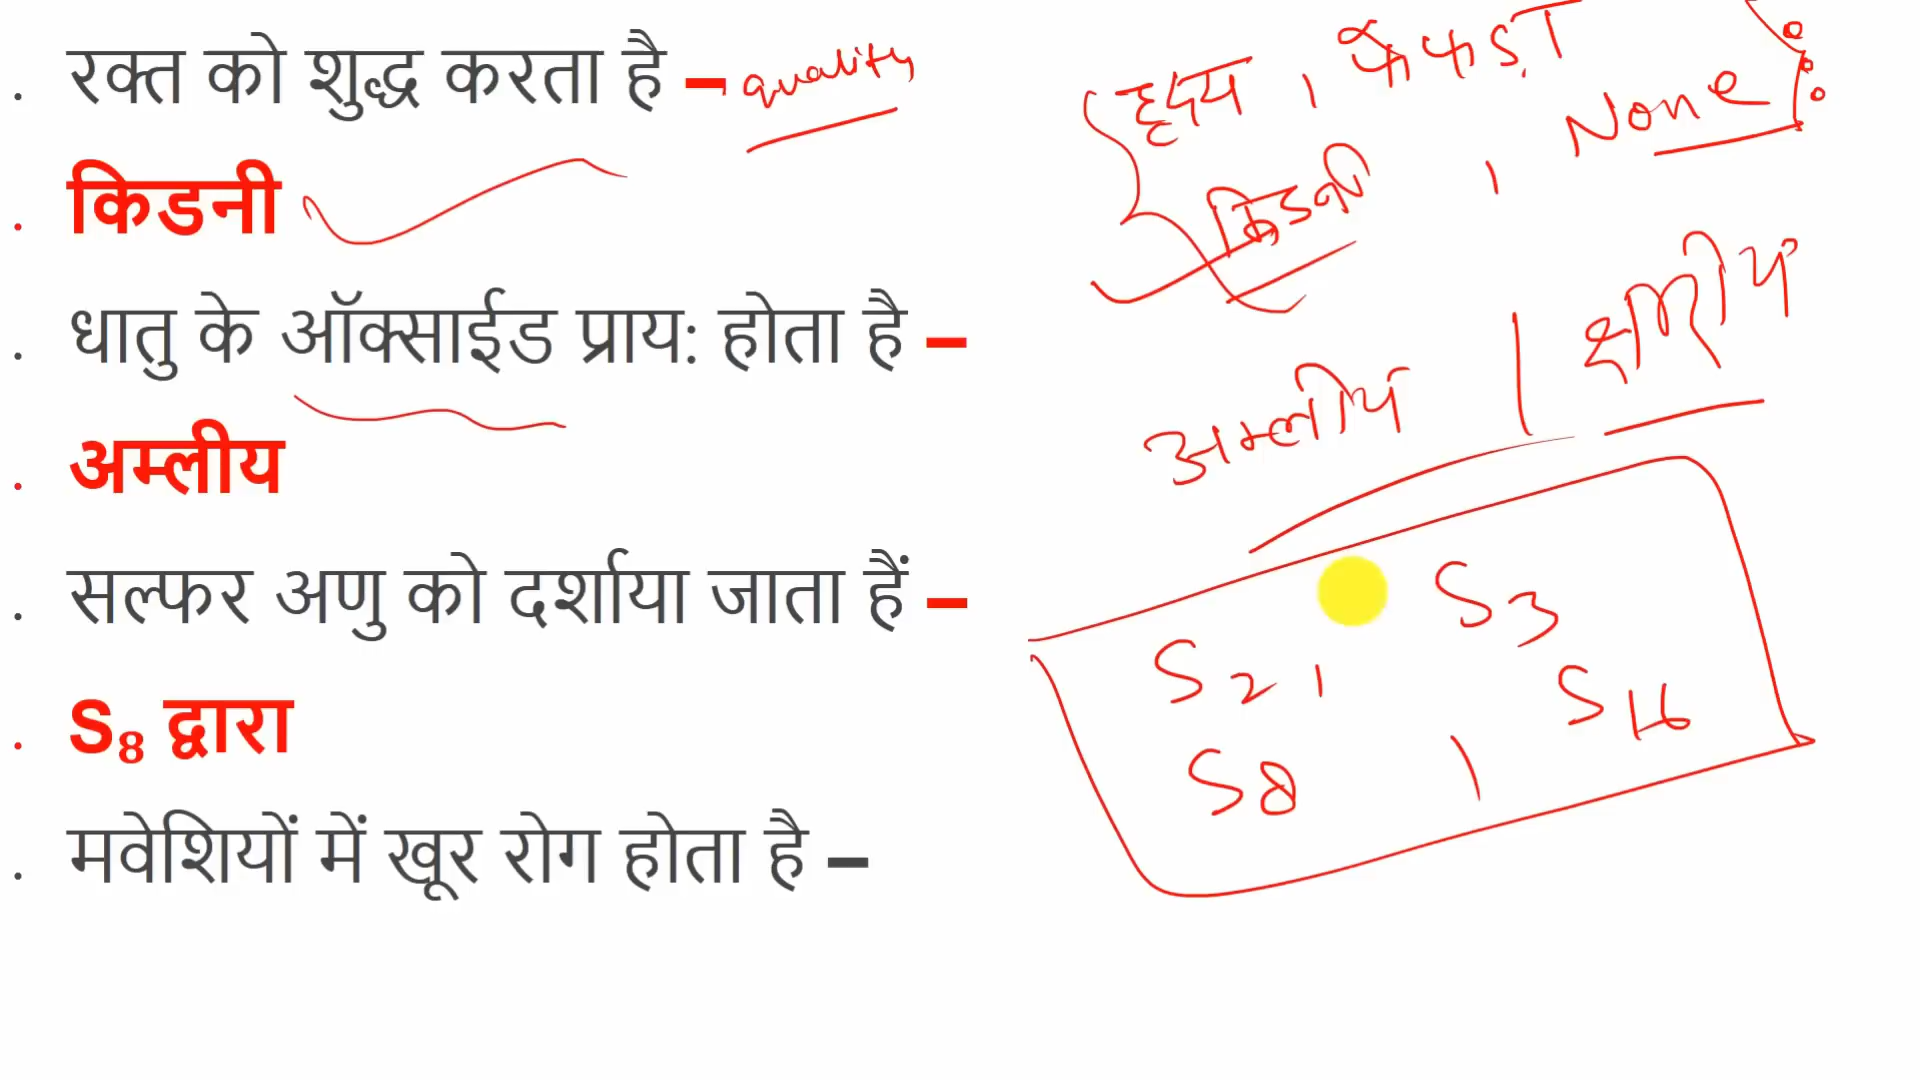 . रक्त को शुद्ध करता है – quality
. किडनी
. धातु के ऑक्साईड प्राय: होता है –
. अम्लीय
. सल्फर अणु को दर्शाया जाता हैं –
. S₈ द्वारा
. मवेशियों में खूर रोग होता है –
हृदय , फेफड़ा
किडनी , None
अम्लीय | क्षारीय
S2 , S3
S8 , S16